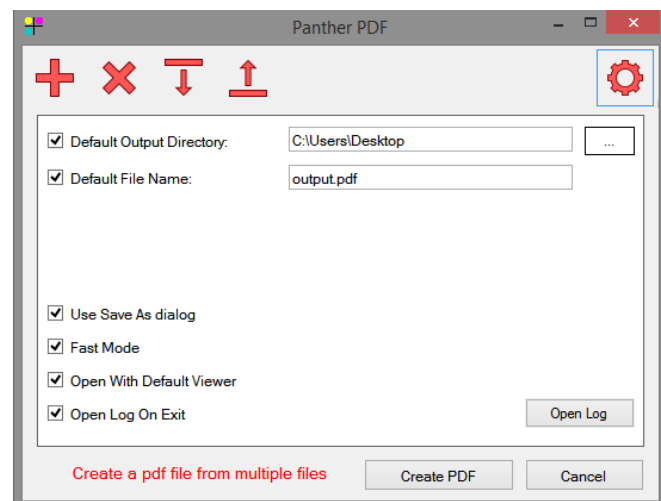 Panther PDF
Default Output Directory: C:\Users\Desktop ...
Default File Name: output.pdf
Use Save As dialog
Fast Mode
Open With Default Viewer
Open Log On Exit Open Log
Create a pdf file from multiple files Create PDF Cancel